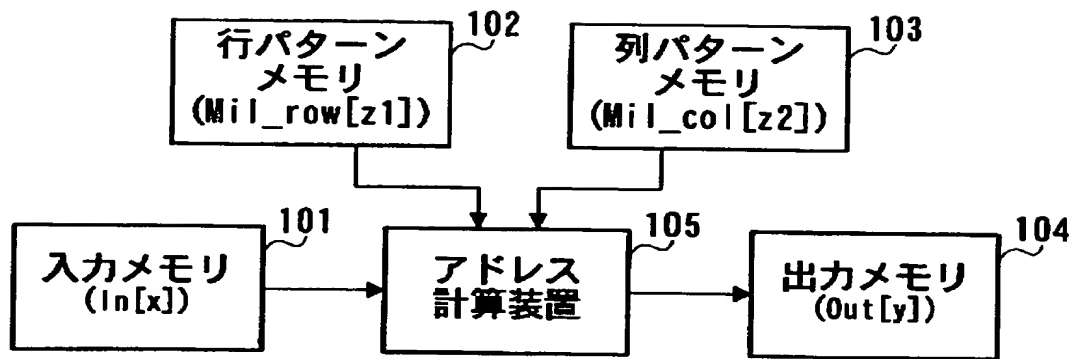 102
行パターン
メモリ
(Mil_row[z1])
103
列パターン
メモリ
(Mil_col[z2])
101
入力メモリ
(In[x])
105
アドレス
計算装置
104
出力メモリ
(Out[y])